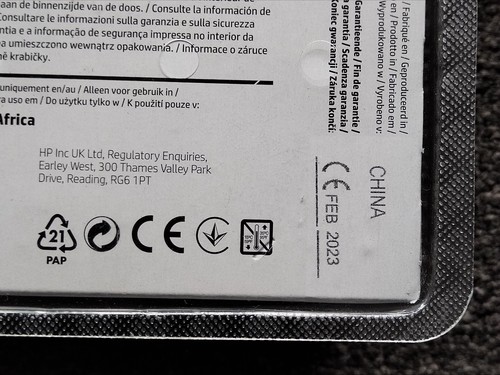 aan de binnenzijde van de doos. / Consulte la información de
Consultare le informazioni sulla garanzia e sulla sicurezza
ntia e a informação de segurança impressa no interior da
umieszczono wewnątrz opakowania. / Informace o záruce
krabičky.
uniquement en/au / Alleen voor gebruik in /
uso em / Do użytku tylko w / K použití pouze v:
Africa
HP Inc UK Ltd, Regulatory Enquiries,
Earley West, 300 Thames Valley Park
Drive, Reading, RG6 1PT
21
PAP
CE
/ Fabriqué en / Geproduceerd in
en / Prodotto in / Fabricado em /
Wyprodukowano w / Vyrobeno v:
CHINA
Garantieeinde / Fin de garantie /
garantía / Scadenza garanzia /
garantia / Koniec gwarancji / Záruka končí:
CE FEB 2023